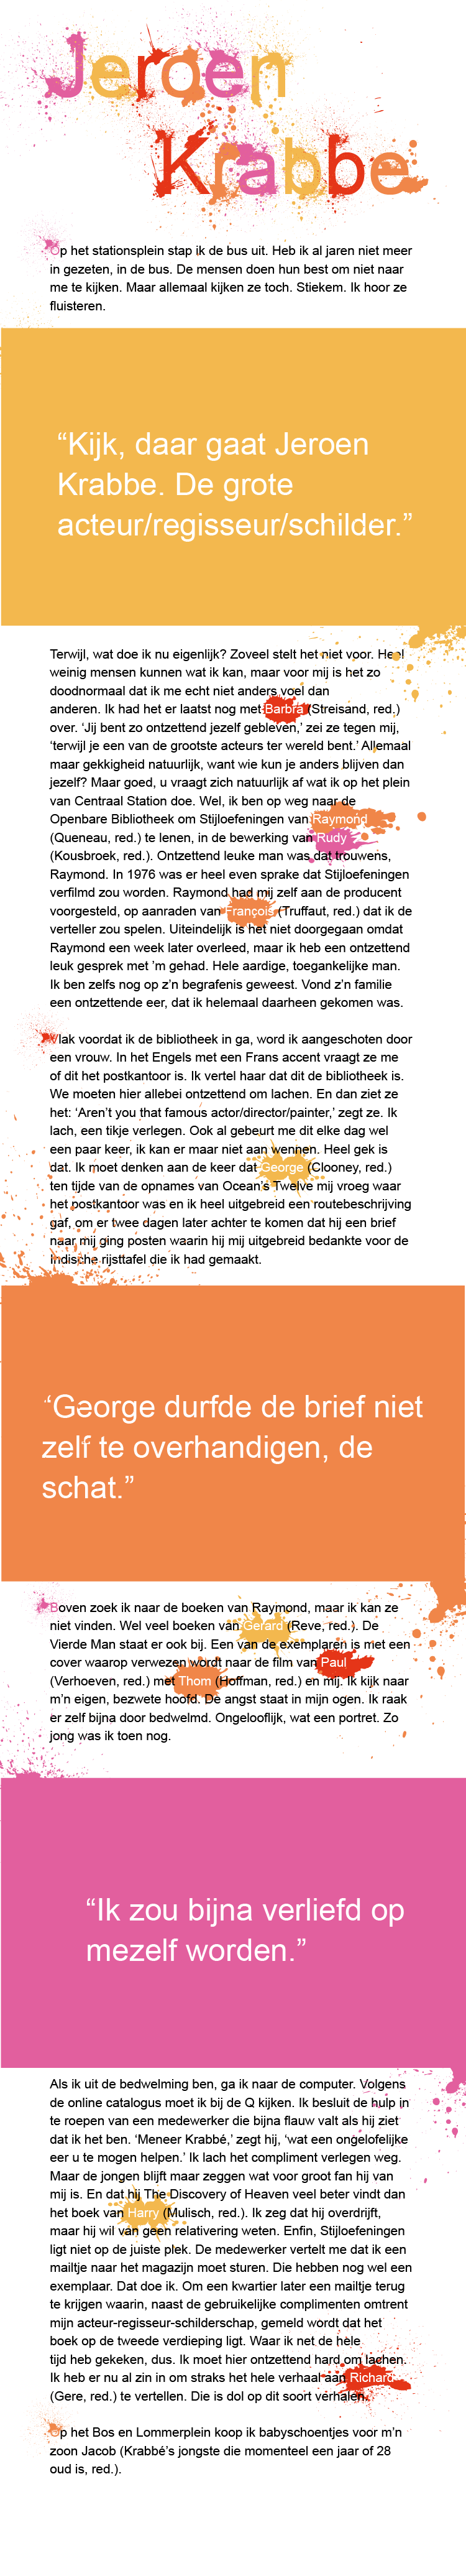 Jeroen
Krabbe
Op het stationsplein stap ik de bus uit. Heb ik al jaren niet meer
in gezeten, in de bus. De mensen doen hun best om niet naar
me te kijken. Maar allemaal kijken ze toch. Stiekem. Ik hoor ze
fluisteren.
“Kijk, daar gaat Jeroen
Krabbe. De grote
acteur/regisseur/schilder.”
Terwijl, wat doe ik nu eigenlijk? Zoveel stelt het niet voor. Heel
weinig mensen kunnen wat ik kan, maar voor mij is het zo
doodnormaal dat ik me echt niet anders voel dan
anderen. Ik had het er laatst nog met Barbra (Streisand, red.)
over. ‘Jij bent zo ontzettend jezelf gebleven,’ zei ze tegen mij,
‘terwijl je een van de grootste acteurs ter wereld bent.’ Allemaal
maar gekkigheid natuurlijk, want wie kun je anders blijven dan
jezelf? Maar goed, u vraagt zich natuurlijk af wat ik op het plein
van Centraal Station doe. Wel, ik ben op weg naar de
Openbare Bibliotheek om Stijloefeningen van Raymond
(Queneau, red.) te lenen, in de bewerking van Rudy
(Kousbroek, red.). Ontzettend leuke man was dat trouwens,
Raymond. In 1976 was er heel even sprake dat Stijloefeningen
verfilmd zou worden. Raymond had mij zelf aan de producent
voorgesteld, op aanraden van François (Truffaut, red.) dat ik de
verteller zou spelen. Uiteindelijk is het niet doorgegaan omdat
Raymond een week later overleed, maar ik heb een ontzettend
leuk gesprek met ’m gehad. Hele aardige, toegankelijke man.
Ik ben zelfs nog op z’n begrafenis geweest. Vond z’n familie
een ontzettende eer, dat ik helemaal daarheen gekomen was.
Vlak voordat ik de bibliotheek in ga, word ik aangeschoten door
een vrouw. In het Engels met een Frans accent vraagt ze me
of dit het postkantoor is. Ik vertel haar dat dit de bibliotheek is.
We moeten hier allebei ontzettend om lachen. En dan ziet ze
het: ‘Aren’t you that famous actor/director/painter,’ zegt ze. Ik
lach, een tikje verlegen. Ook al gebeurt me dit elke dag wel
een paar keer, ik kan er maar niet aan wennen. Heel gek is
dat. Ik moet denken aan de keer dat George (Clooney, red.)
ten tijde van de opnames van Ocean’s Twelve mij vroeg waar
het postkantoor was en ik heel uitgebreid een routebeschrijving
gaf, om er twee dagen later achter te komen dat hij een brief
naar mij ging posten waarin hij mij uitgebreid bedankte voor de
Indische rijsttafel die ik had gemaakt.
“George durfde de brief niet
zelf te overhandigen, de
schat.”
Boven zoek ik naar de boeken van Raymond, maar ik kan ze
niet vinden. Wel veel boeken van Gerard (Reve, red.). De
Vierde Man staat er ook bij. Een van de exemplaren is met een
cover waarop verwezen wordt naar de film van Paul
(Verhoeven, red.) met Thom (Hoffman, red.) en mij. Ik kijk naar
m’n eigen, bezwete hoofd. De angst staat in mijn ogen. Ik raak
er zelf bijna door bedwelmd. Ongelooflijk, wat een portret. Zo
jong was ik toen nog.
“Ik zou bijna verliefd op
mezelf worden.”
Als ik uit de bedwelming ben, ga ik naar de computer. Volgens
de online catalogus moet ik bij de Q kijken. Ik besluit de hulp in
te roepen van een medewerker die bijna flauw valt als hij ziet
dat ik het ben. ‘Meneer Krabbé,’ zegt hij, ‘wat een ongelofelijke
eer u te mogen helpen.’ Ik lach het compliment verlegen weg.
Maar de jongen blijft maar zeggen wat voor groot fan hij van
mij is. En dat hij The Discovery of Heaven veel beter vindt dan
het boek van Harry (Mulisch, red.). Ik zeg dat hij overdrijft,
maar hij wil van geen relativering weten. Enfin, Stijloefeningen
ligt niet op de juiste plek. De medewerker vertelt me dat ik een
mailtje naar het magazijn moet sturen. Die hebben nog wel een
exemplaar. Dat doe ik. Om een kwartier later een mailtje terug
te krijgen waarin, naast de gebruikelijke complimenten omtrent
mijn acteur-regisseur-schilderschap, gemeld wordt dat het
boek op de tweede verdieping ligt. Waar ik net de hele
tijd heb gekeken, dus. Ik moet hier ontzettend hard om lachen.
Ik heb er nu al zin in om straks het hele verhaal aan Richard
(Gere, red.) te vertellen. Die is dol op dit soort verhalen.
Op het Bos en Lommerplein koop ik babyschoentjes voor m’n
zoon Jacob (Krabbé’s jongste die momenteel een jaar of 28
oud is, red.).